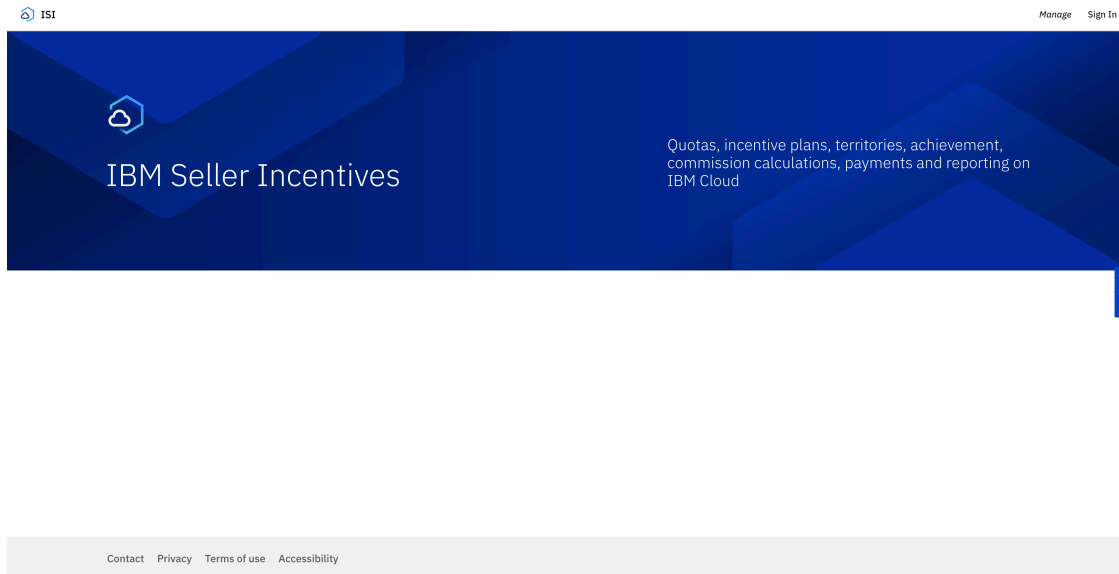 ISI
Manage Sign In
IBM Seller Incentives
Quotas, incentive plans, territories, achievement,
commission calculations, payments and reporting on
IBM Cloud
Contact Privacy Terms of use Accessibility